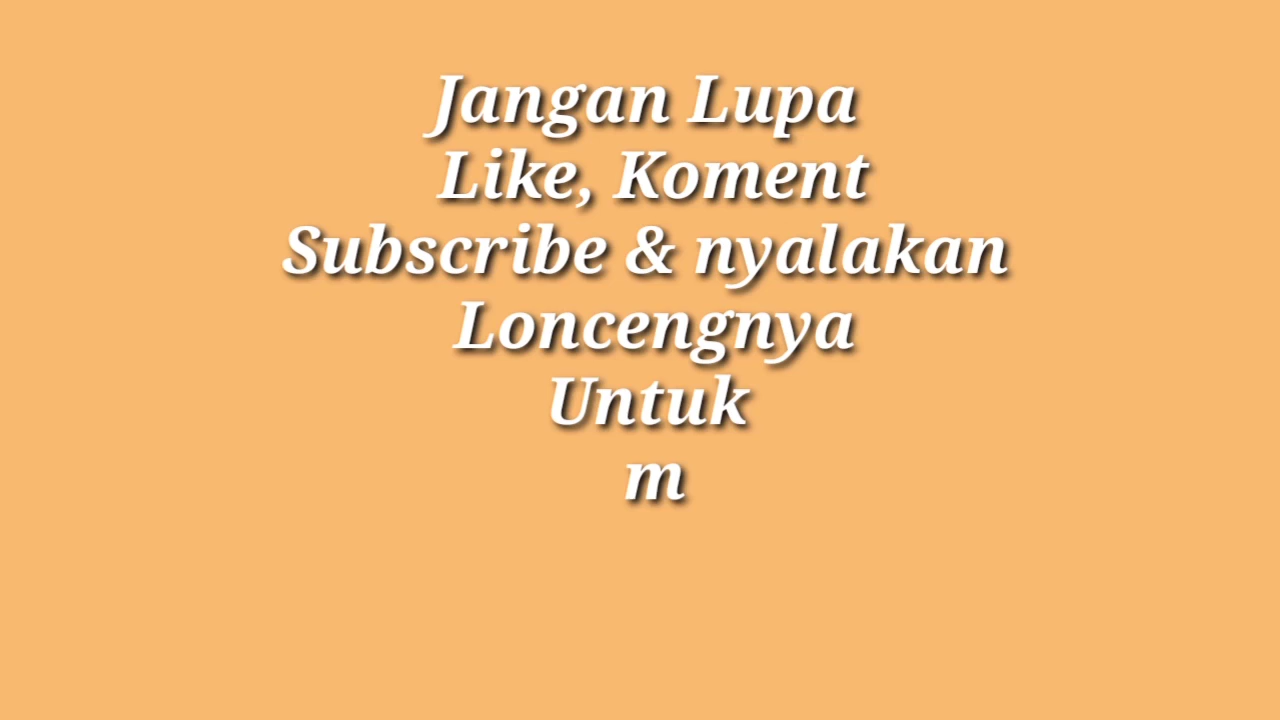 Jangan Lupa
Like, Koment
Subscribe & nyalakan
Loncengnya
Untuk
m